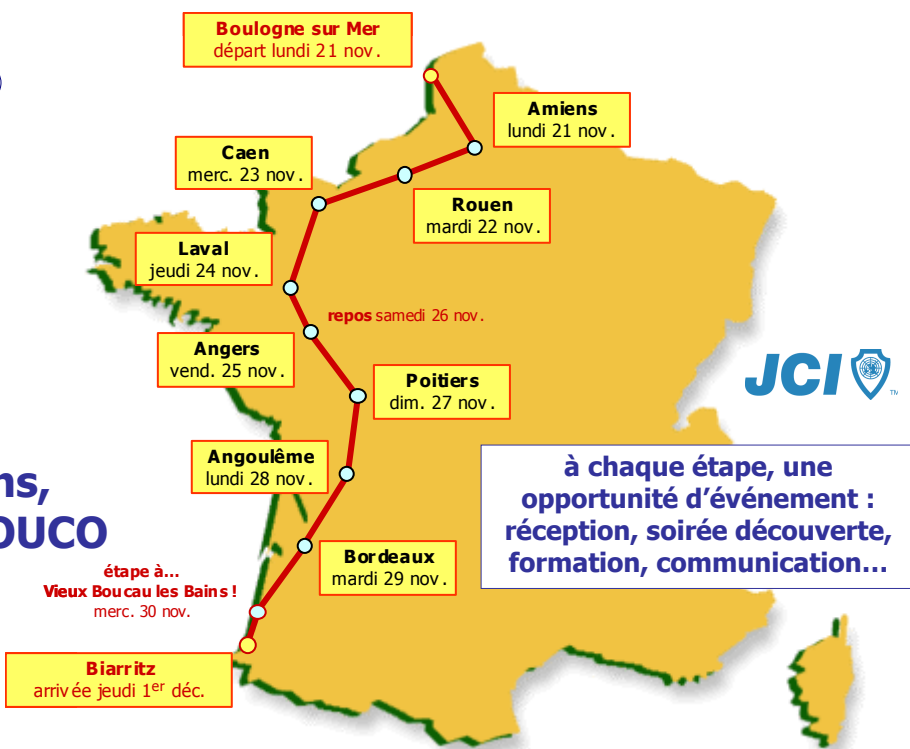 Boulogne sur Mer
départ lundi 21 nov.
)
Amiens
lundi 21 nov.
Caen
merc. 23 nov.
Rouen
mardi 22 nov.
Laval
jeudi 24 nov.
repos samedi 26 nov.
Angers
vend. 25 nov.
Poitiers
dim. 27 nov.
JCI
TM
Angoulême
lundi 28 nov.
à chaque étape, une
opportunité d’événement :
réception, soirée découverte,
formation, communication…
ns,
OUCO
Bordeaux
mardi 29 nov.
étape à…
Vieux Boucau les Bains !
merc. 30 nov.
Biarritz
arrivée jeudi 1er déc.